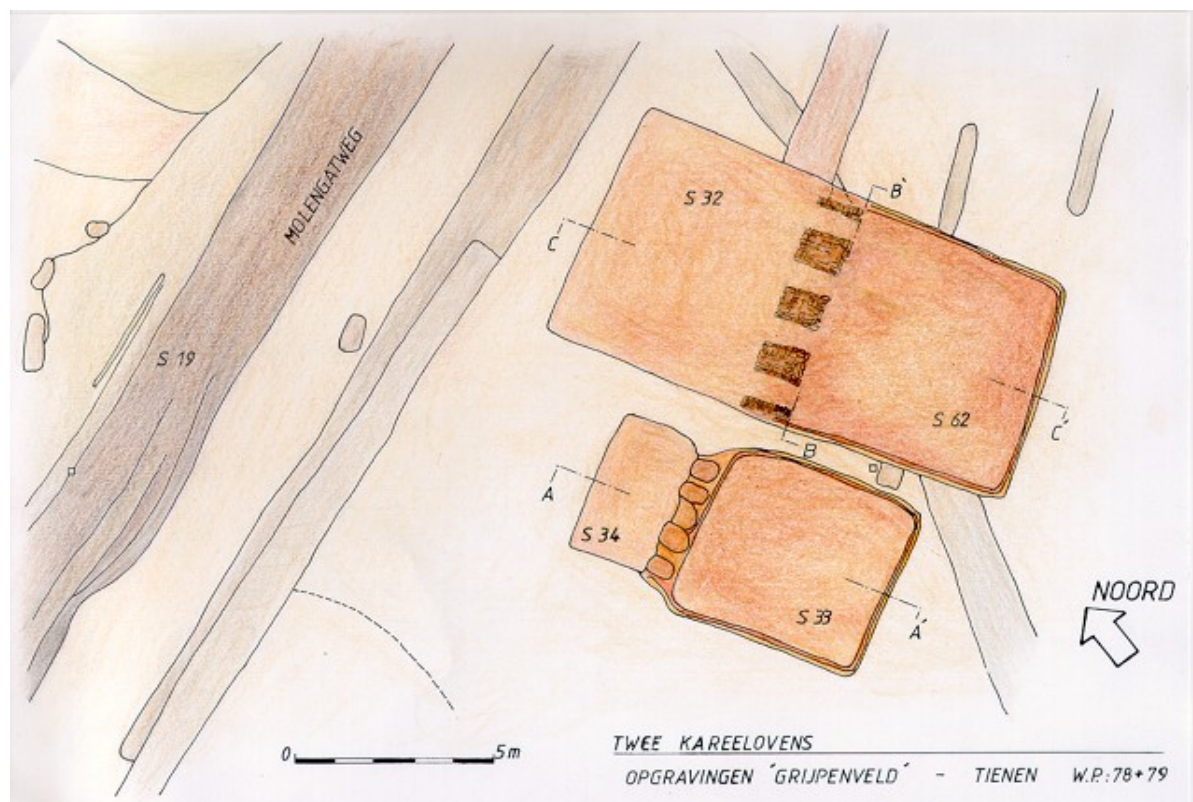 MOLENGATWEG
S 19
S 32
B'
C
S 62
C'
B
A
S 34
S 33
A'
NOORD
0 5m
TWEE KAREELOVENS
OPGRAVINGEN 'GRIJPENVELD' - TIENEN W.P.:78+79